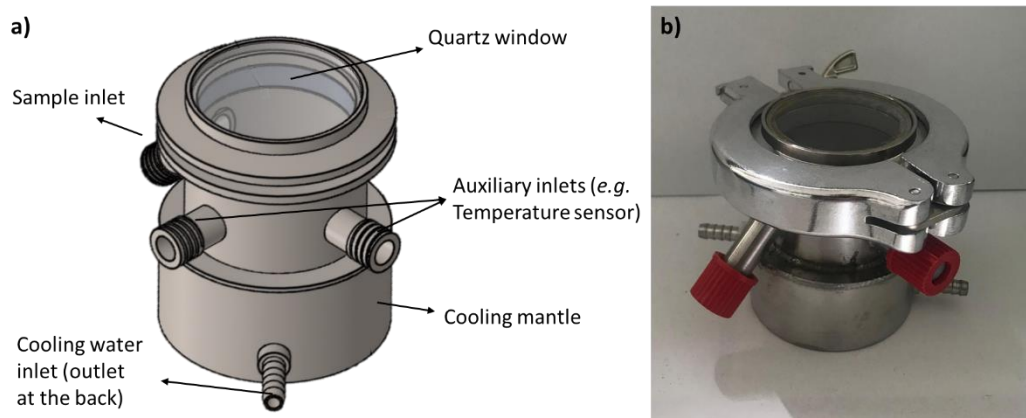 a)
Quartz window
Sample inlet
Auxiliary inlets (e.g.
Temperature sensor)
Cooling mantle
Cooling water
inlet (outlet
at the back)
b)